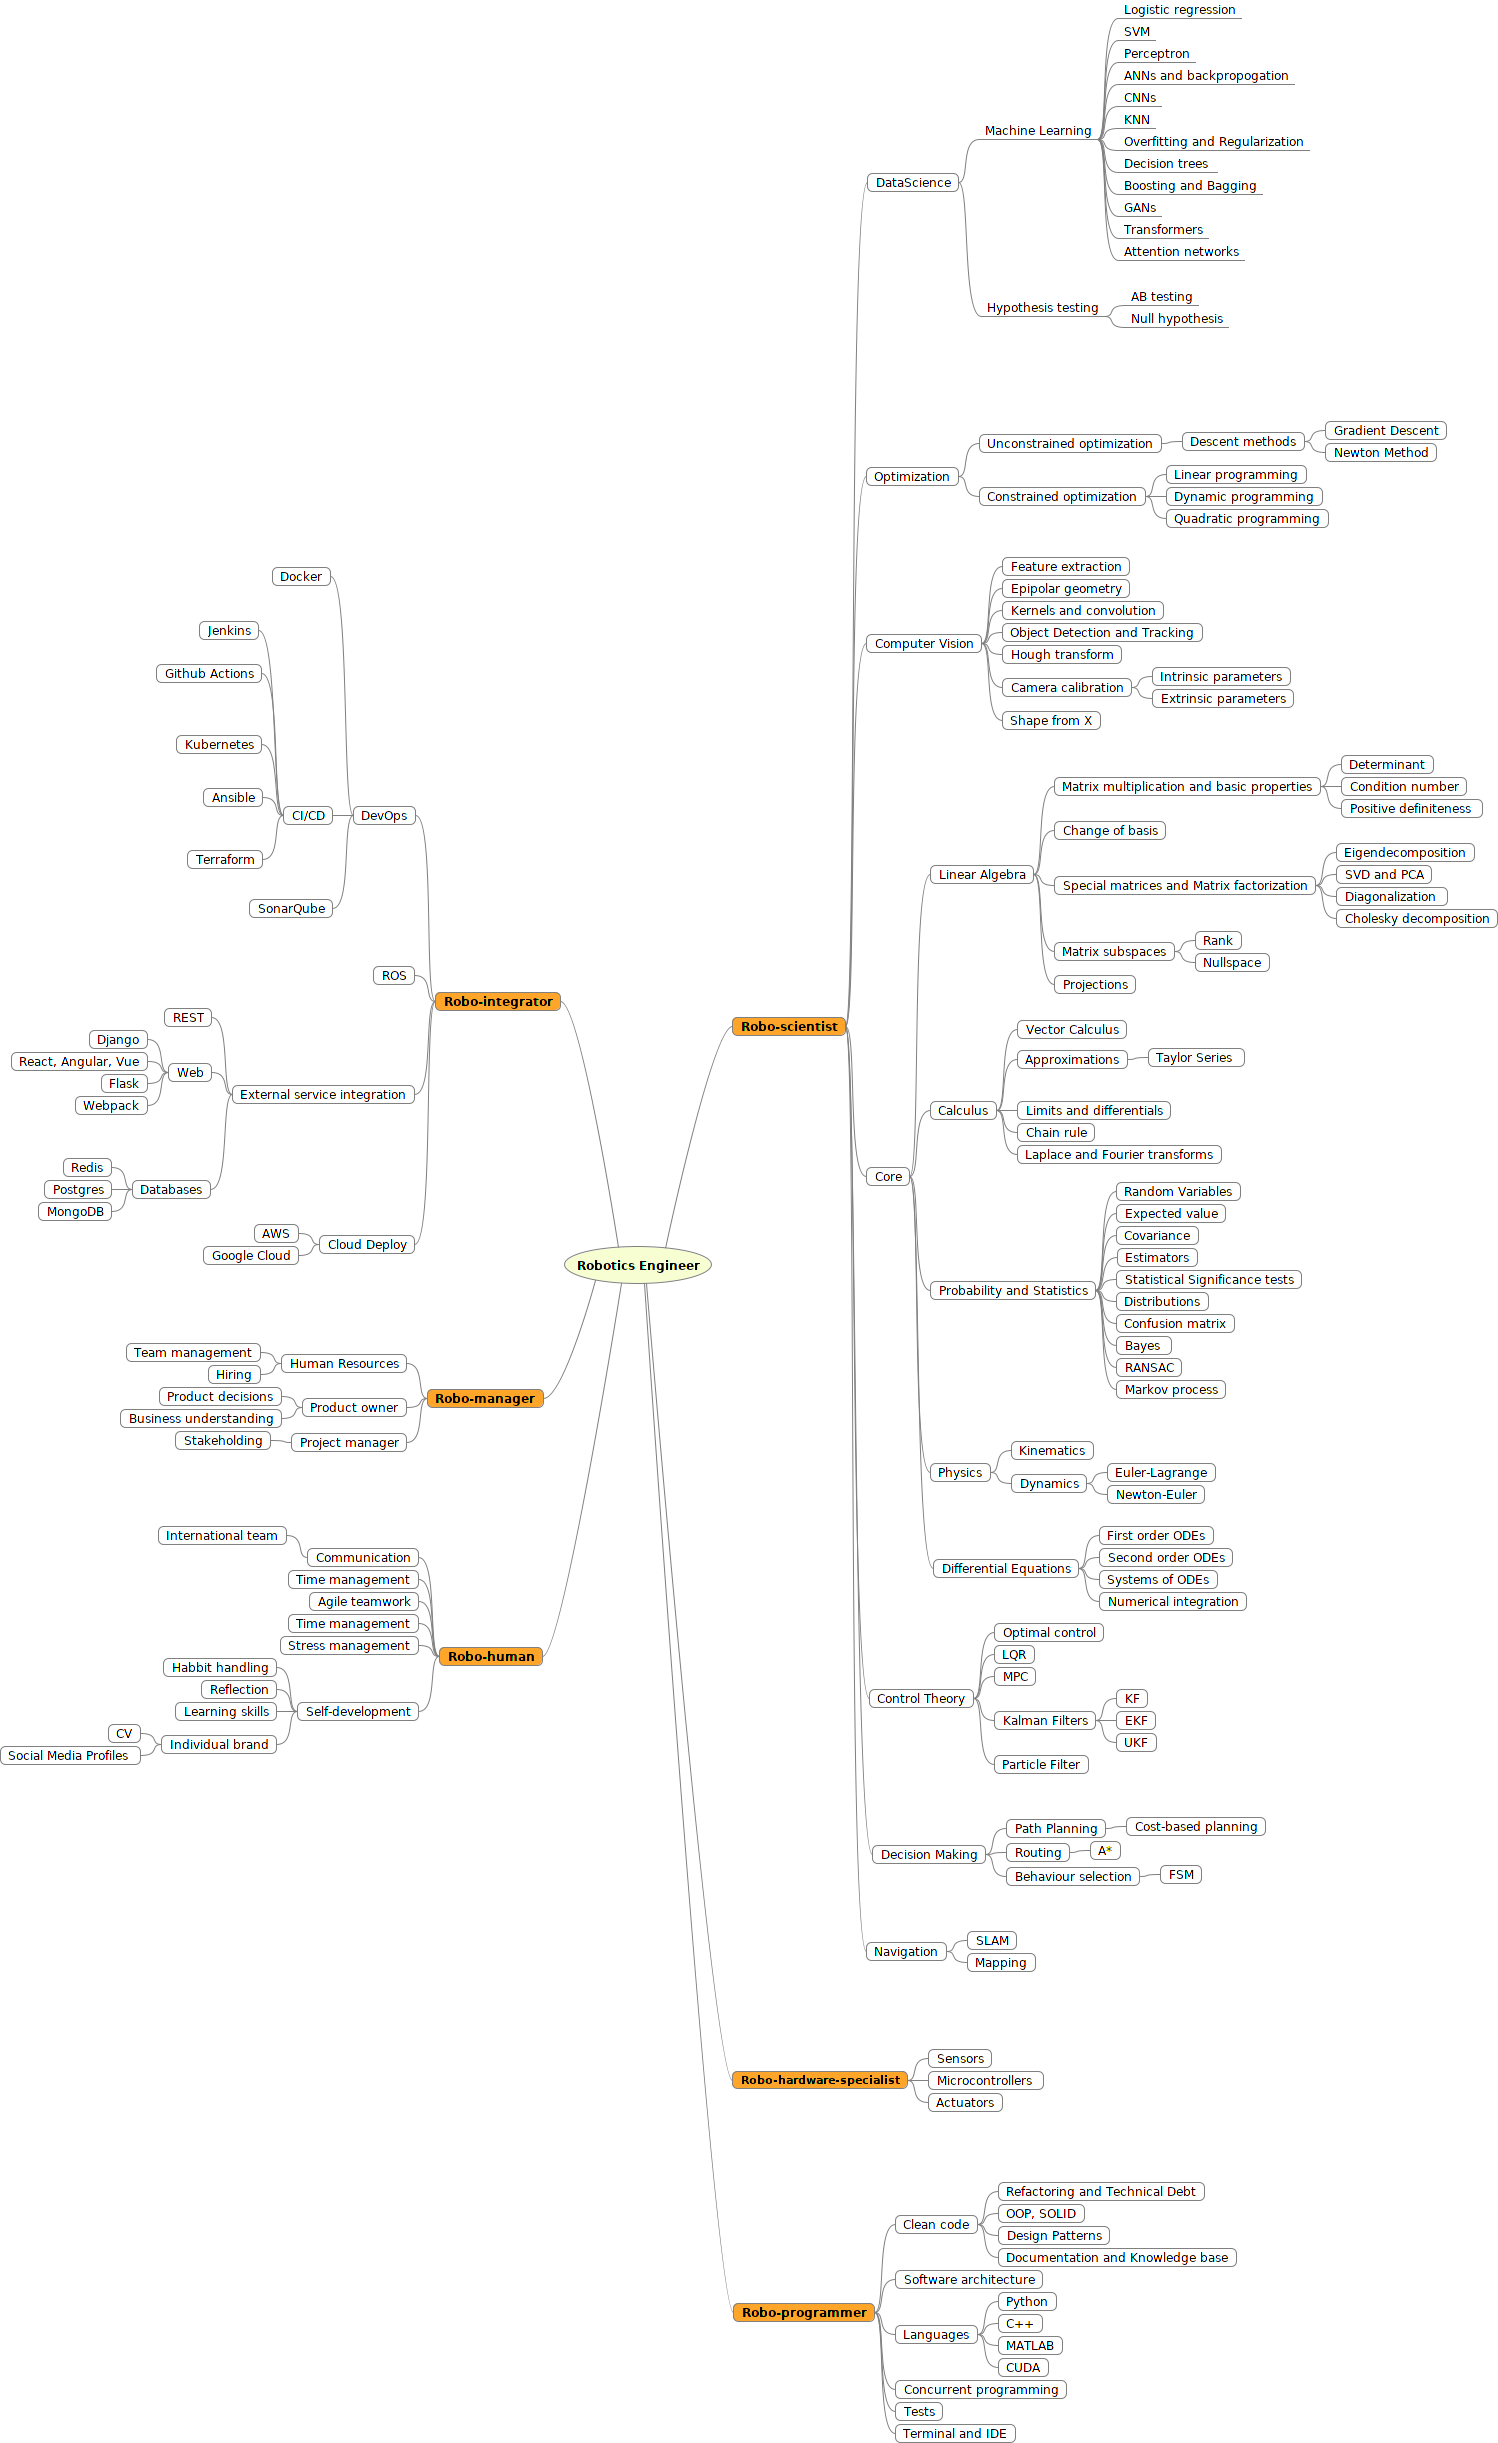 Robotics Engineer
Robo-scientist
DataScience
Machine Learning
Logistic regression
SVM
Perceptron
ANNs and backpropogation
CNNs
KNN
Overfitting and Regularization
Decision trees
Boosting and Bagging
GANs
Transformers
Attention networks
Hypothesis testing
AB testing
Null hypothesis
Optimization
Unconstrained optimization
Descent methods
Gradient Descent
Newton Method
Constrained optimization
Linear programming
Dynamic programming
Quadratic programming
Computer Vision
Feature extraction
Epipolar geometry
Kernels and convolution
Object Detection and Tracking
Hough transform
Camera calibration
Intrinsic parameters
Extrinsic parameters
Shape from X
Core
Linear Algebra
Matrix multiplication and basic properties
Determinant
Condition number
Positive definiteness
Change of basis
Special matrices and Matrix factorization
Eigendecomposition
SVD and PCA
Diagonalization
Cholesky decomposition
Matrix subspaces
Rank
Nullspace
Projections
Calculus
Vector Calculus
Approximations
Taylor Series
Limits and differentials
Chain rule
Laplace and Fourier transforms
Probability and Statistics
Random Variables
Expected value
Covariance
Estimators
Statistical Significance tests
Distributions
Confusion matrix
Bayes
RANSAC
Markov process
Physics
Kinematics
Dynamics
Euler-Lagrange
Newton-Euler
Differential Equations
First order ODEs
Second order ODEs
Systems of ODEs
Numerical integration
Control Theory
Optimal control
LQR
MPC
Kalman Filters
KF
EKF
UKF
Particle Filter
Decision Making
Path Planning
Cost-based planning
Routing
A*
Behaviour selection
FSM
Navigation
SLAM
Mapping
Robo-hardware-specialist
Sensors
Microcontrollers
Actuators
Robo-programmer
Clean code
Refactoring and Technical Debt
OOP, SOLID
Design Patterns
Documentation and Knowledge base
Software architecture
Languages
Python
C++
MATLAB
CUDA
Concurrent programming
Tests
Terminal and IDE
Robo-integrator
DevOps
Docker
CI/CD
Jenkins
Github Actions
Kubernetes
Ansible
Terraform
SonarQube
ROS
External service integration
REST
Web
Django
React, Angular, Vue
Flask
Webpack
Databases
Redis
Postgres
MongoDB
Cloud Deploy
AWS
Google Cloud
Robo-manager
Human Resources
Team management
Hiring
Product owner
Product decisions
Business understanding
Project manager
Stakeholding
Robo-human
Communication
International team
Time management
Agile teamwork
Time management
Stress management
Self-development
Habbit handling
Reflection
Learning skills
Individual brand
CV
Social Media Profiles